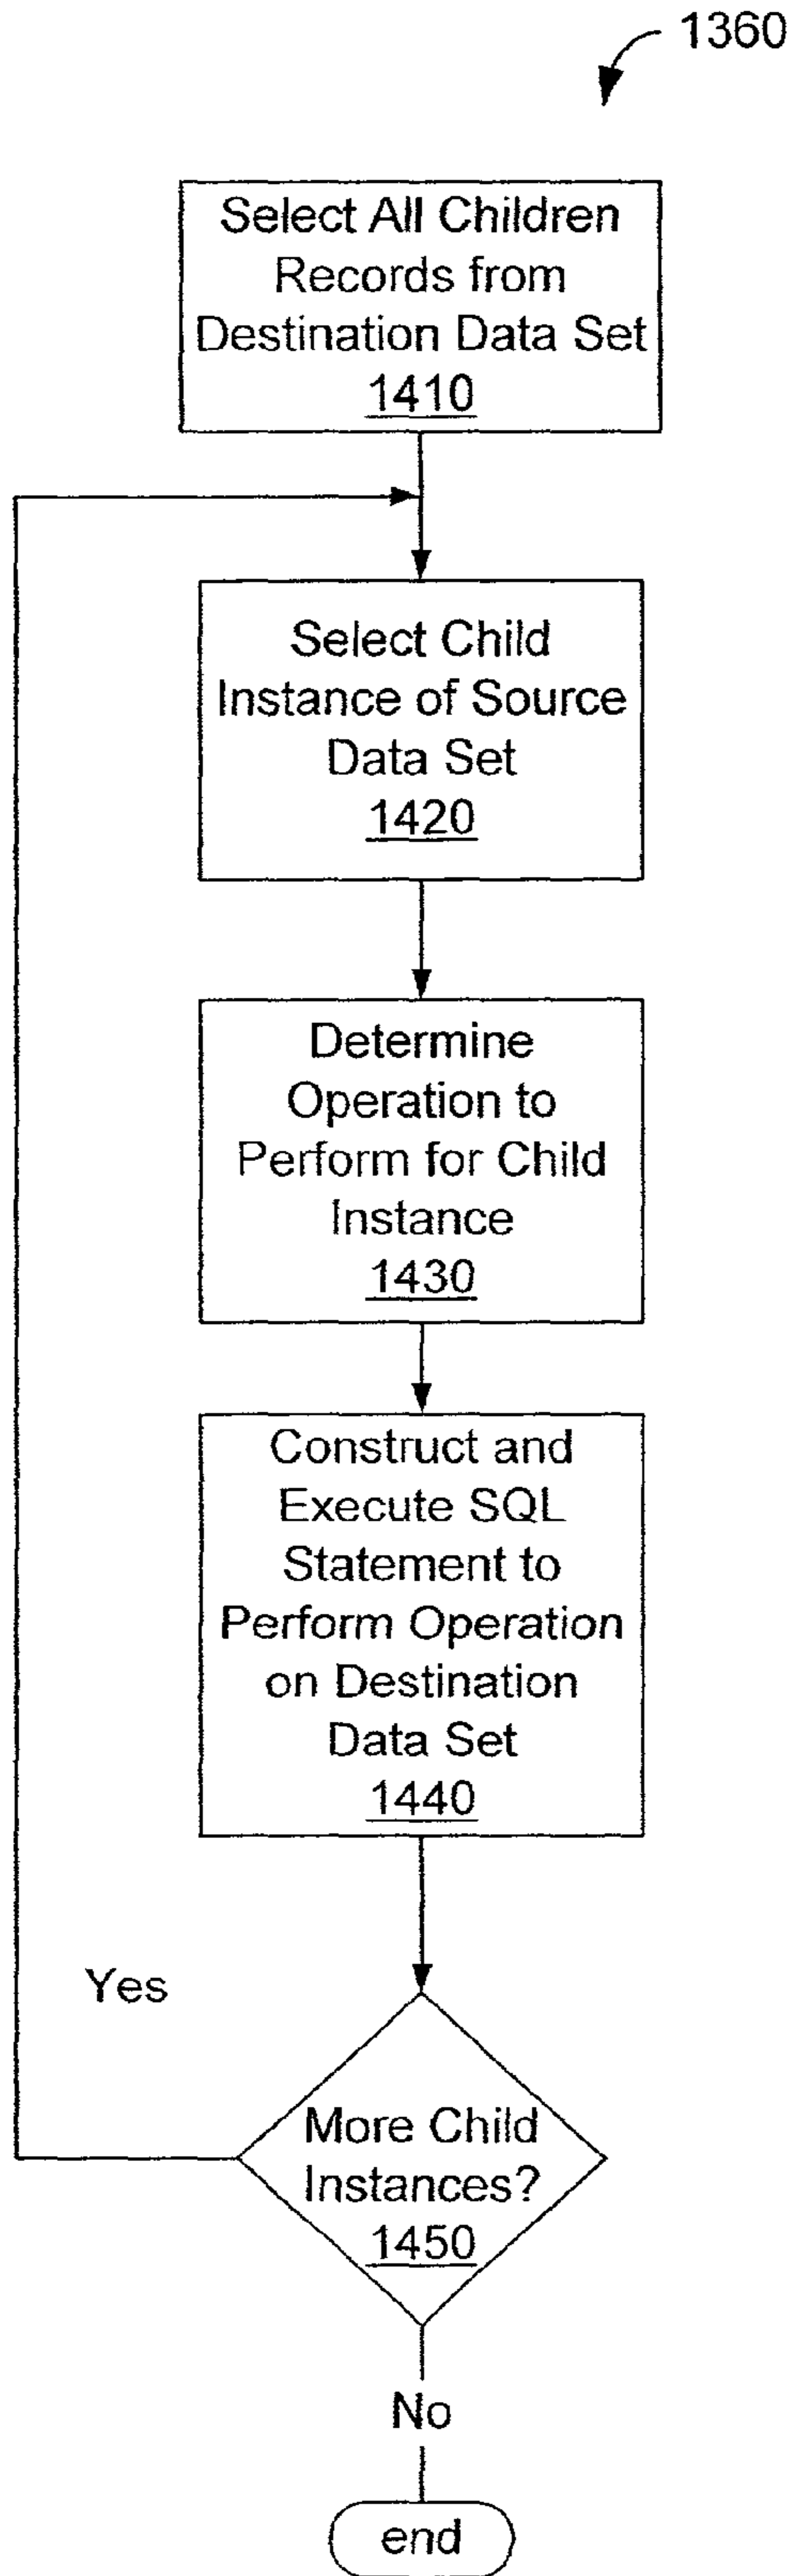 1360
Select All Children
Records from
Destination Data Set
1410
Select Child
Instance of Source
Data Set
1420
Determine
Operation to
Perform for Child
Instance
1430
Construct and
Execute SQL
Statement to
Perform Operation
on Destination
Data Set
1440
Yes
More Child
Instances?
1450
No
end